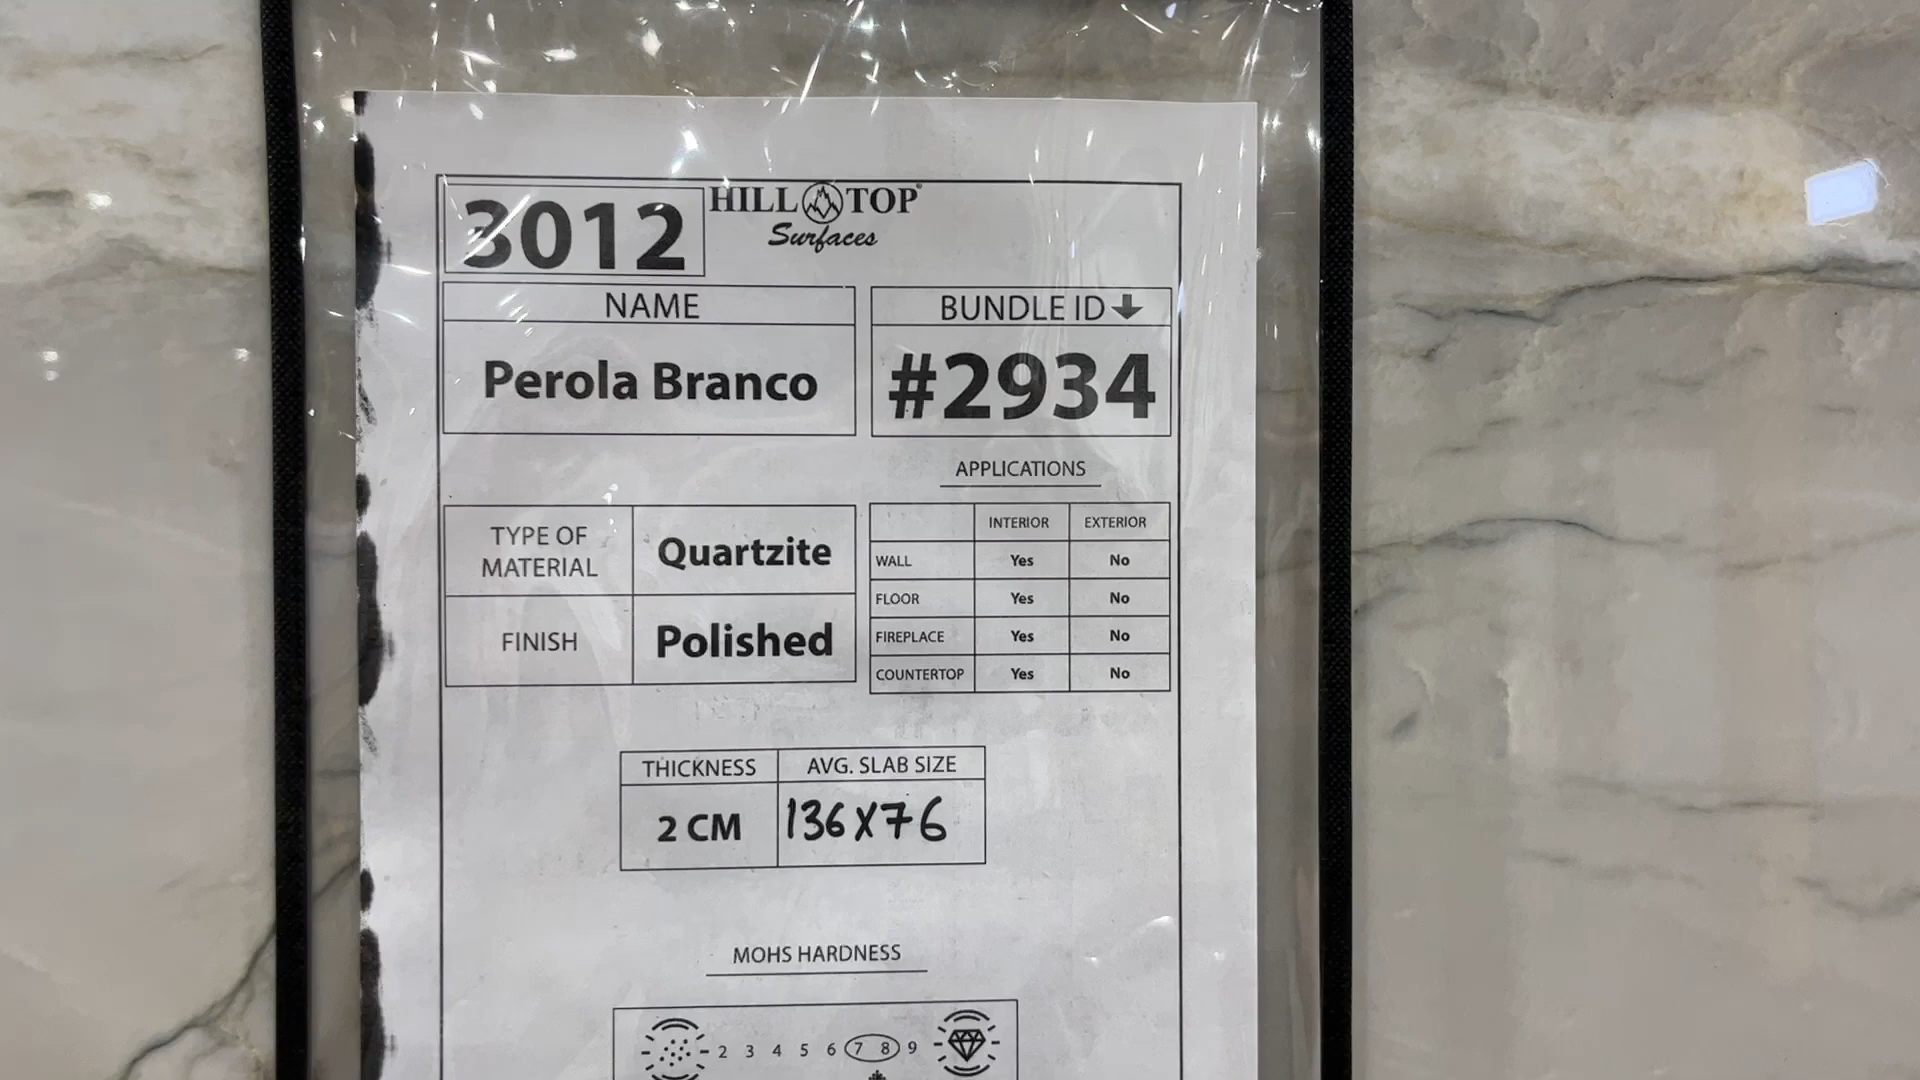 3012
HILL TOP
Surfaces
NAME
Perola Branco
BUNDLE ID
#2934
APPLICATIONS
INTERIOR EXTERIOR
WALL Yes No
FLOOR Yes No
FIREPLACE Yes No
COUNTERTOP Yes No
TYPE OF
MATERIAL
Quartzite
FINISH
Polished
THICKNESS
AVG. SLAB SIZE
2 CM
136X76
MOHS HARDNESS
2 3 4 5 6 7 8 9